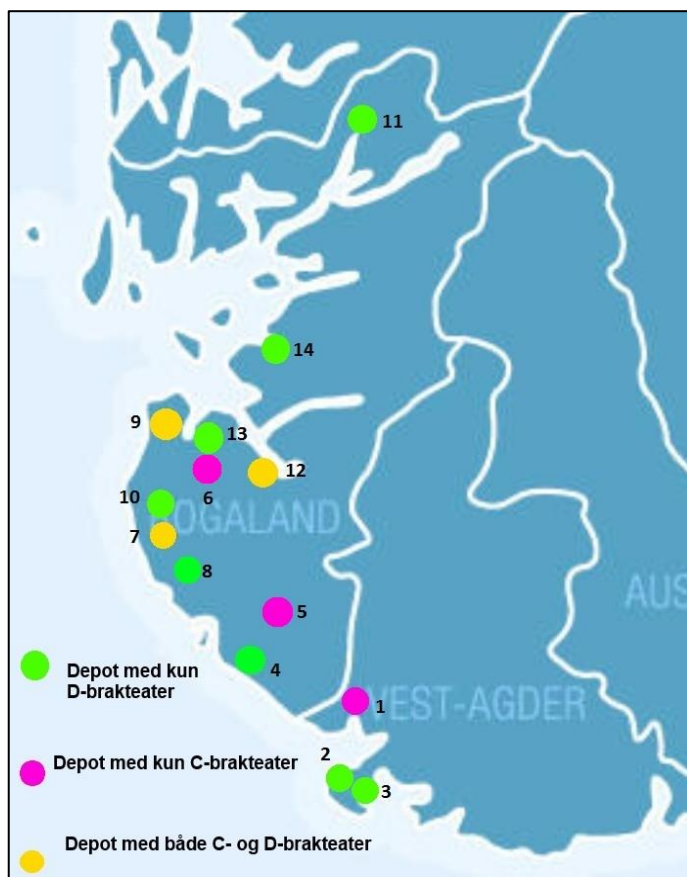 11
14
9
13
12
6
10
ROGALAND
7
8
AUS
5
Depot med kun
D-brakteater
4
VEST-AGDER
1
Depot med kun C-brakteater
2
3
Depot med både C- og D-brakteater